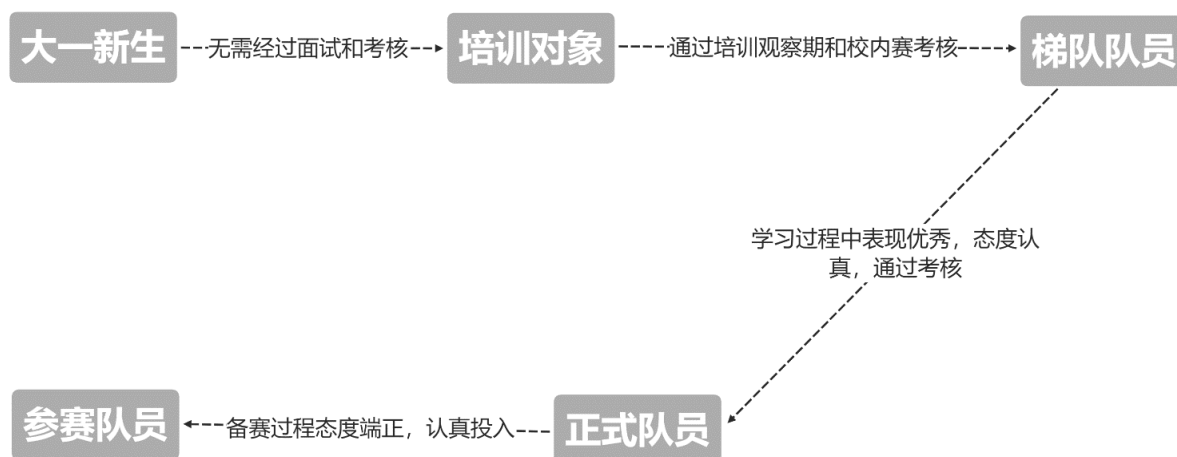 大一新生
无需经过面试和考核
培训对象
通过培训观察期和校内赛考核
梯队队员
学习过程中表现优秀，态度认
真，通过考核
正式队员
备赛过程态度端正，认真投入
参赛队员